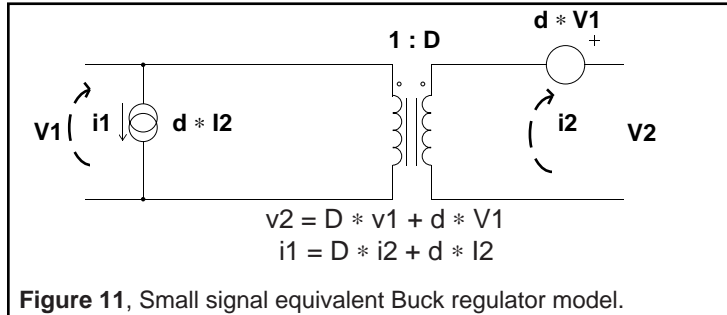 d * V1
+
1 : D
V1
i1
d * I2
i2
V2
v2 = D * v1 + d * V1
i1 = D * i2 + d * I2
Figure 11, Small signal equivalent Buck regulator model.